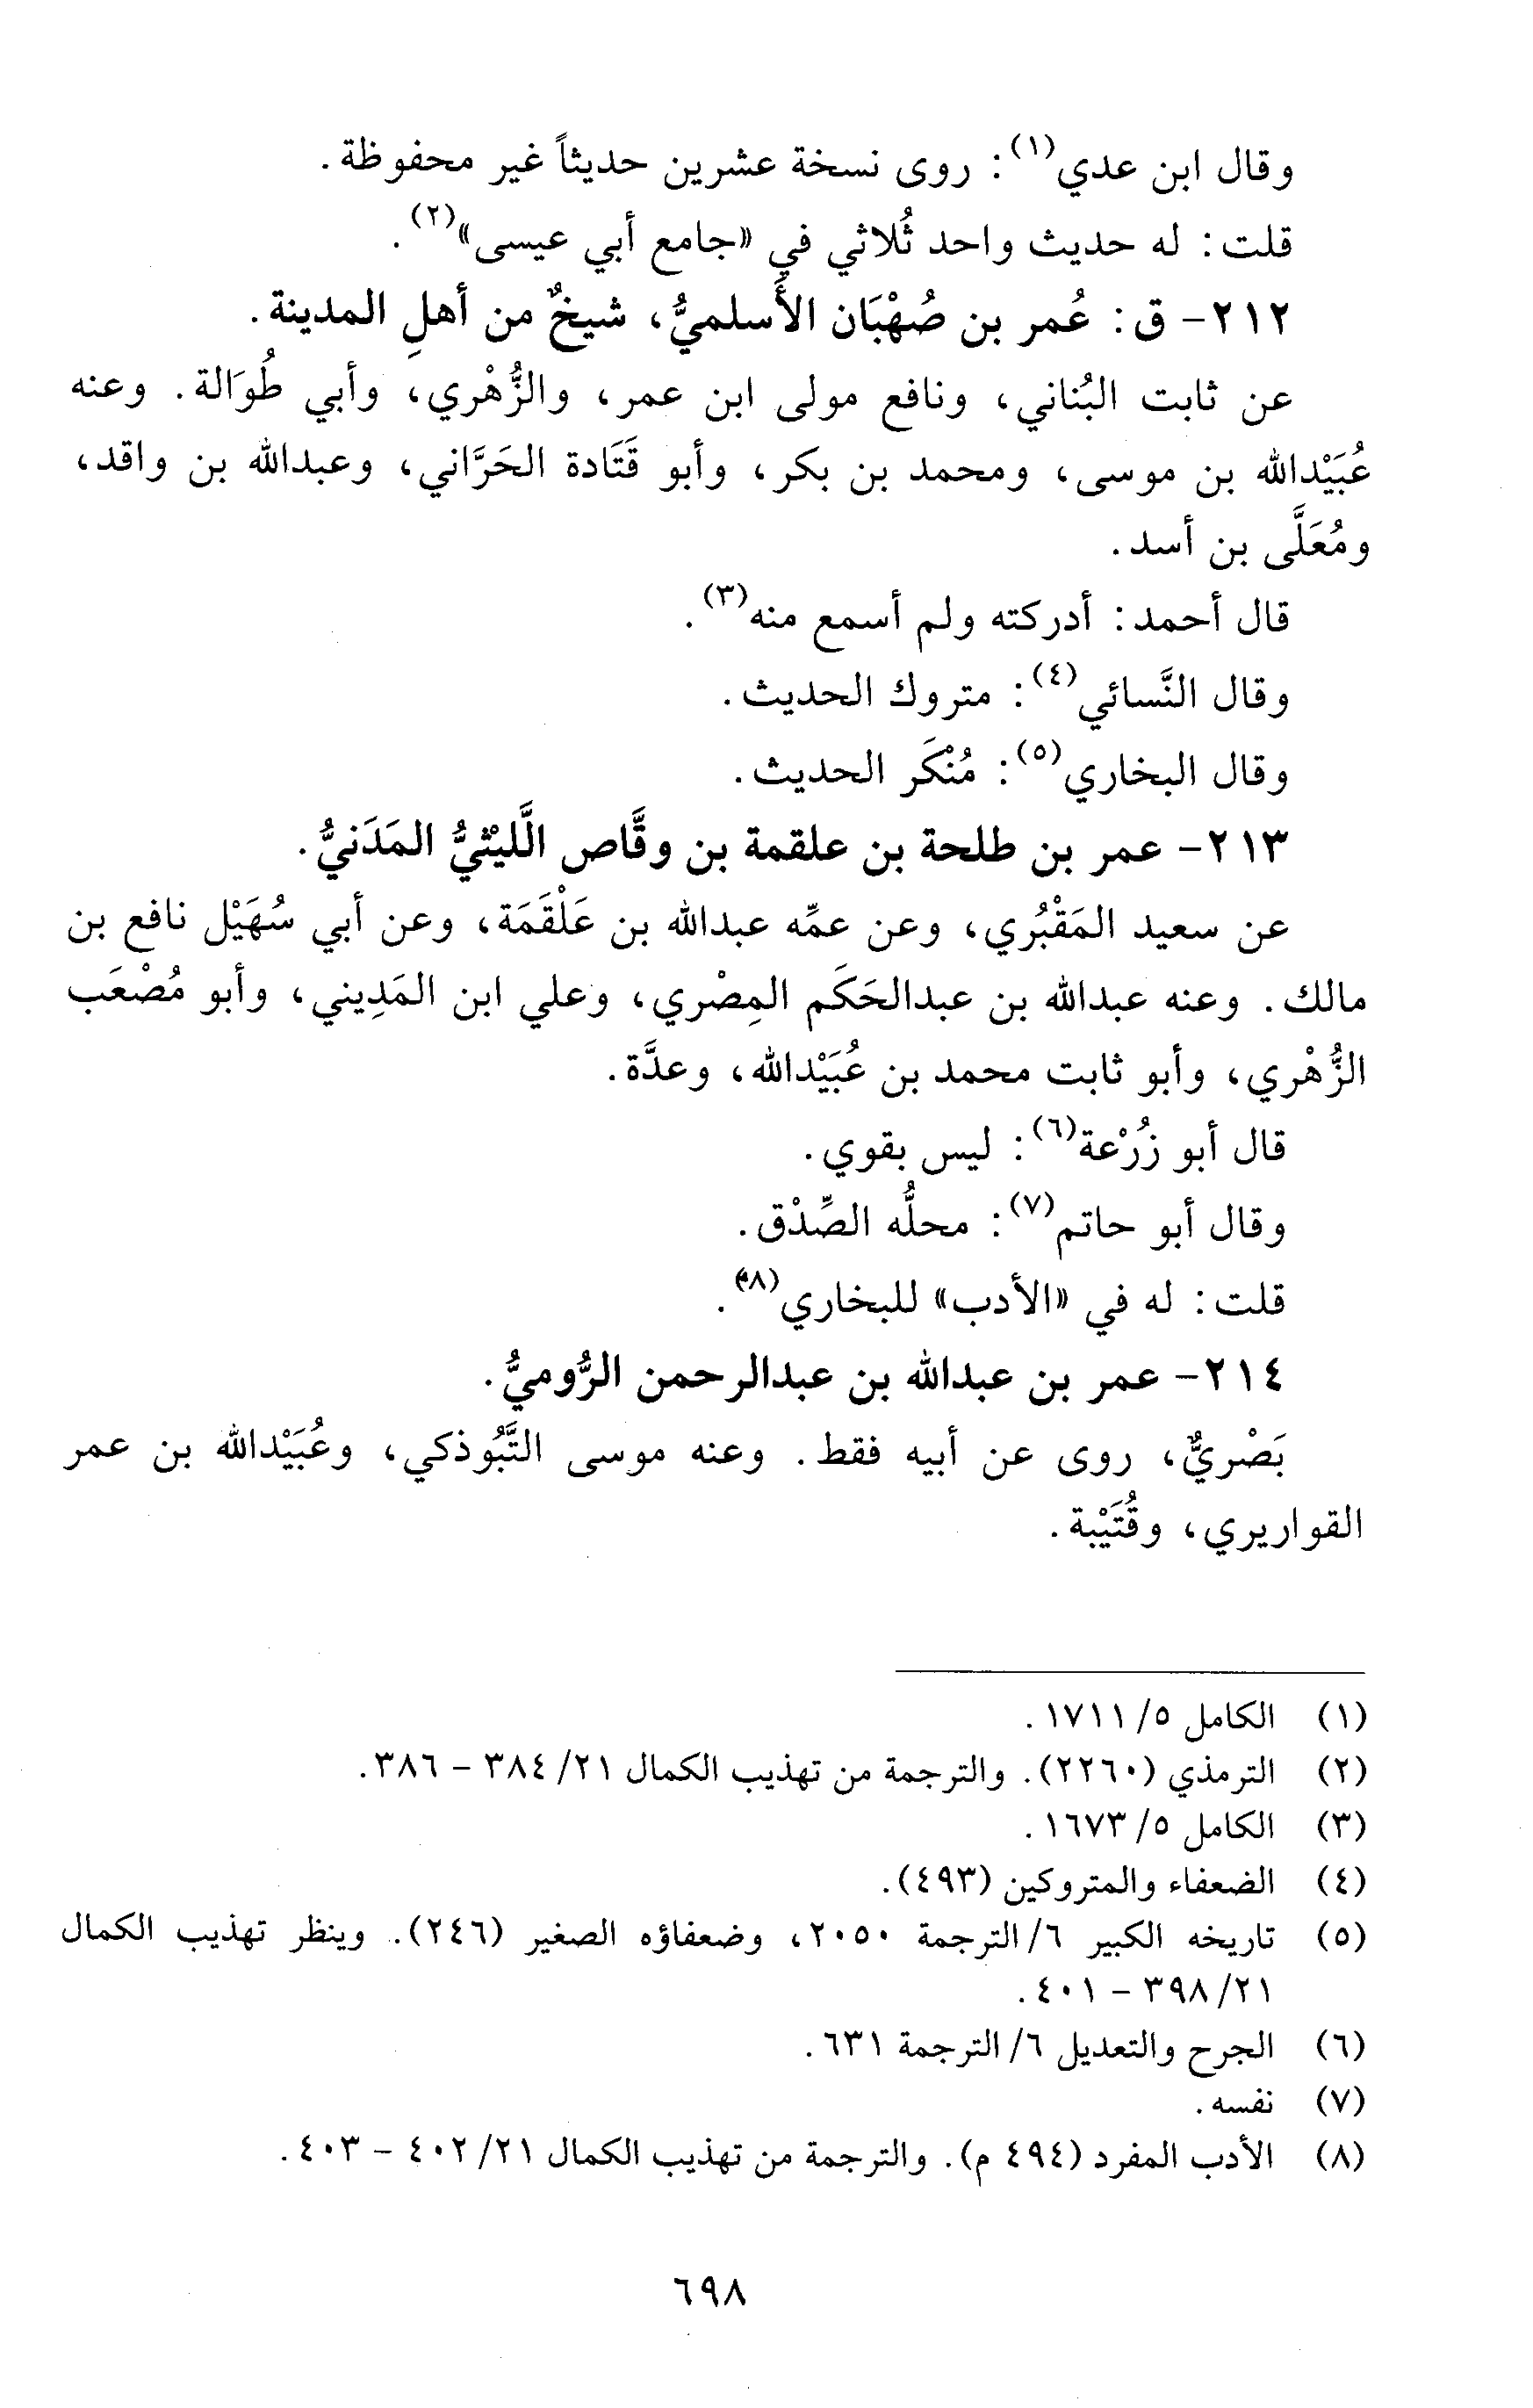 وقال ابن عدي(١): روى نسخة عشرين حديثاً غير محفوظة.
قلت: له حديث واحد ثُلاثي في «جامع أبي عيسى»(٢).
٢١٢- ق: عُمر بن صُهْبَان الأَسلميُّ، شيخٌ من أهلِ المدينة.
عن ثابت البُناني، ونافع مولى ابن عمر، والزُّهْري، وأبي طُوَالة. وعنه
عُبَيْدالله بن موسى، ومحمد بن بكر، وأبو قَتَادة الحَرَّاني، وعبدالله بن واقد،
ومُعَلَّى بن أسد.
قال أحمد: أدركته ولم أسمع منه(٣).
وقال النَّسائي(٤): متروك الحديث.
وقال البخاري(٥): مُنْكَر الحديث.
٢١٣- عمر بن طلحة بن علقمة بن وقَّاص الَّليْثيُّ المَدَنيُّ.
عن سعيد المَقْبُري، وعن عمِّه عبدالله بن عَلْقَمَة، وعن أبي سُهَيْل نافع بن
مالك. وعنه عبدالله بن عبدالحَكَم المِصْري، وعلي ابن المَدِيني، وأبو مُصْعَب
الزُّهْري، وأبو ثابت محمد بن عُبَيْدالله، وعدَّة.
قال أبو زُرْعة(٦): ليس بقوي.
وقال أبو حاتم(٧): محلُّه الصِّدْق.
قلت: له في «الأدب» للبخاري(٨).
٢١٤- عمر بن عبدالله بن عبدالرحمن الرُّوميُّ.
بَصْريٌّ، روى عن أبيه فقط. وعنه موسى التَّبُوذكي، وعُبَيْدالله بن عمر
القواريري، وقُتَيْبة.
(١) الكامل ٥/ ١٧١١.
(٢) الترمذي (٢٢٦٠). والترجمة من تهذيب الكمال ٢١/ ٣٨٤ - ٣٨٦.
(٣) الكامل ٥/ ١٦٧٣.
(٤) الضعفاء والمتروكين (٤٩٣).
(٥) تاريخه الكبير ٦/ الترجمة ٢٠٥٠، وضعفاؤه الصغير (٢٤٦). وينظر تهذيب الكمال
٢١/ ٣٩٨ - ٤٠١.
(٦) الجرح والتعديل ٦/ الترجمة ٦٣١.
(٧) نفسه.
(٨) الأدب المفرد (٤٩٤ م). والترجمة من تهذيب الكمال ٢١/ ٤٠٢ - ٤٠٣.
٦٩٨